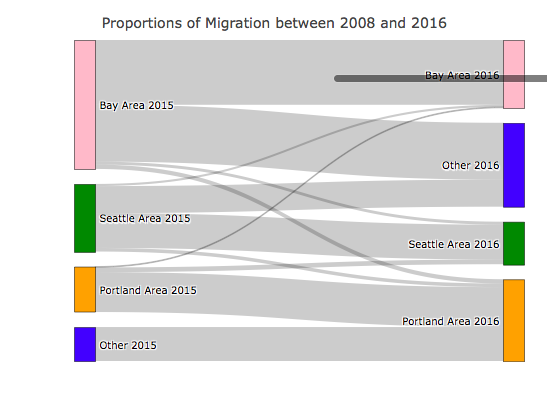 Proportions of Migration between 2008 and 2016
Bay Area 2015
Bay Area 2016
Other 2016
Seattle Area 2015
Seattle Area 2016
Portland Area 2015
Portland Area 2016
Other 2015